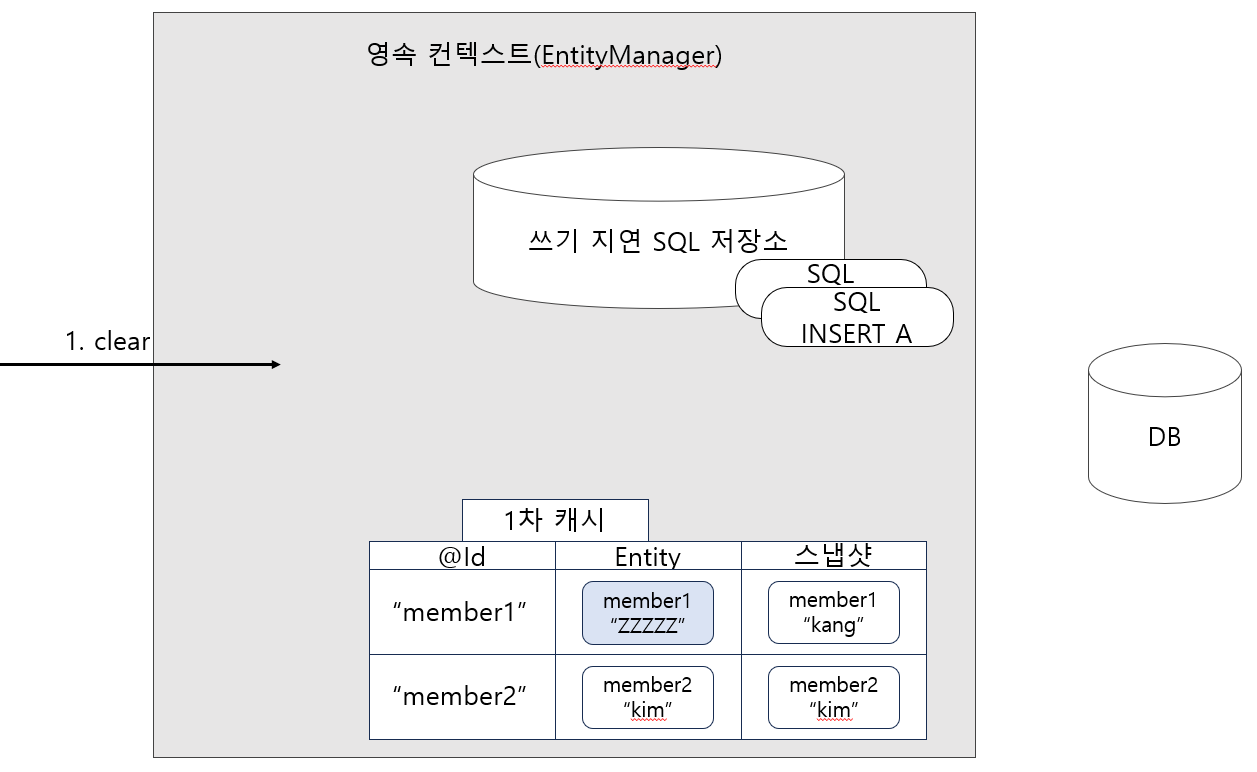 영속 컨텍스트(EntityManager)
쓰기 지연 SQL 저장소
SQL
SQL
INSERT A
1. clear
DB
1차 캐시
@Id
Entity
스냅샷
“member1”
member1
“ZZZZZ”
member1
“kang”
“member2”
member2
“kim”
member2
“kim”